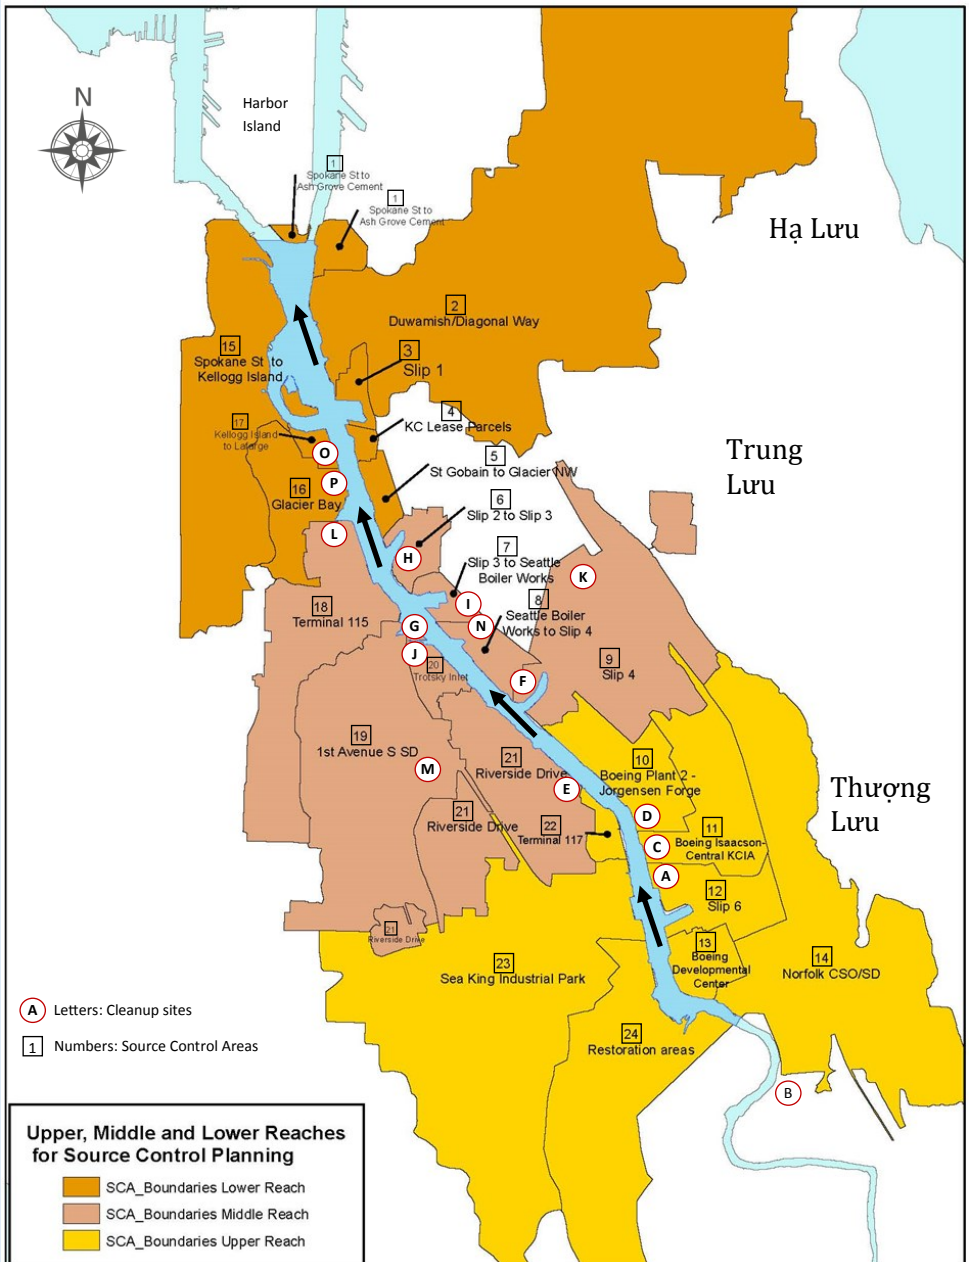 N
Harbor
Island
1
Spokane St to
Ash Grove Cement
1
Spokane St to
Ash Grove Cement
Hạ Lưu
2
Duwamish/Diagonal Way
15
Spokane St to
Kellogg Island
3
Slip 1
4
KC Lease Parcels
17
Kellogg Island
to Lafarge
O
5
St Gobain to Glacier NW
Trung
Lưu
16
Glacier Bay
P
6
Slip 2 to Slip 3
L
H
7
Slip 3 to Seattle
Boiler Works
K
8
Seattle Boiler
Works to Slip 4
I
N
18
Terminal 115
G
J
20
Trotsky Inlet
9
Slip 4
F
19
1st Avenue S SD
M
21
Riverside Drive
E
10
Boeing Plant 2 -
Jorgensen Forge
Thượng
Lưu
21
Riverside Drive
22
Terminal 117
D
11
Boeing Isaacson-
Central KCIA
C
A
12
Slip 6
21
Riverside Drive
13
Boeing
Developmental
Center
14
Norfolk CSO/SD
23
Sea King Industrial Park
24
Restoration areas
B
A Letters: Cleanup sites
1 Numbers: Source Control Areas
Upper, Middle and Lower Reaches
for Source Control Planning
SCA_Boundaries Lower Reach
SCA_Boundaries Middle Reach
SCA_Boundaries Upper Reach